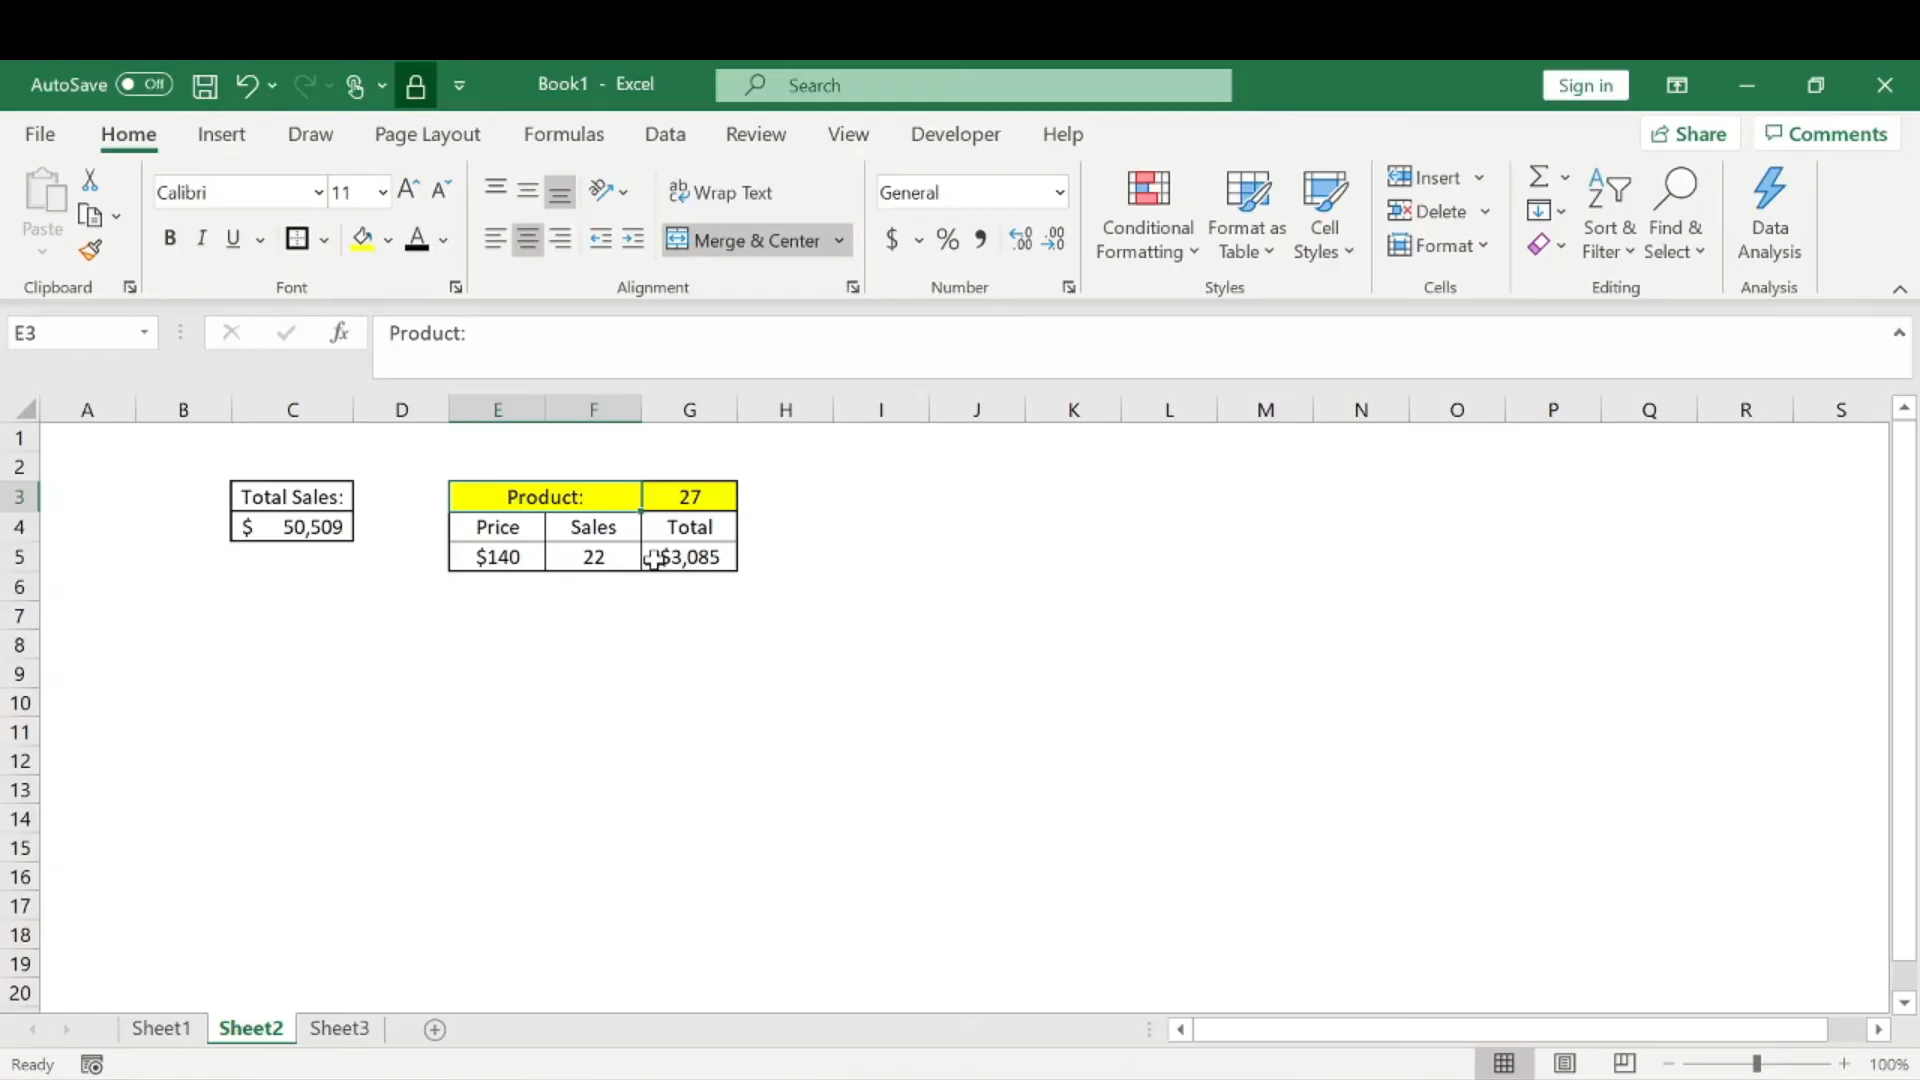 AutoSave Off Book1 - Excel Search Sign in
File Home Insert Draw Page Layout Formulas Data Review View Developer Help Share Comments
Paste Calibri 11 Wrap Text General Conditional Formatting Format as Table Cell Styles Insert Sort & Filter Find & Select Data Analysis
B I U Merge & Center $ % Delete
Format
Clipboard Font Alignment Number Styles Cells Editing Analysis
E3 fx Product:
A B C D E F G H I J K L M N O P Q R S
1
2
3 Total Sales: Product: 27
4 $ 50,509 Price Sales Total
5 $140 22 $3,085
6
7
8
9
10
11
12
13
14
15
16
17
18
19
20
Sheet1 Sheet2 Sheet3
Ready 100%